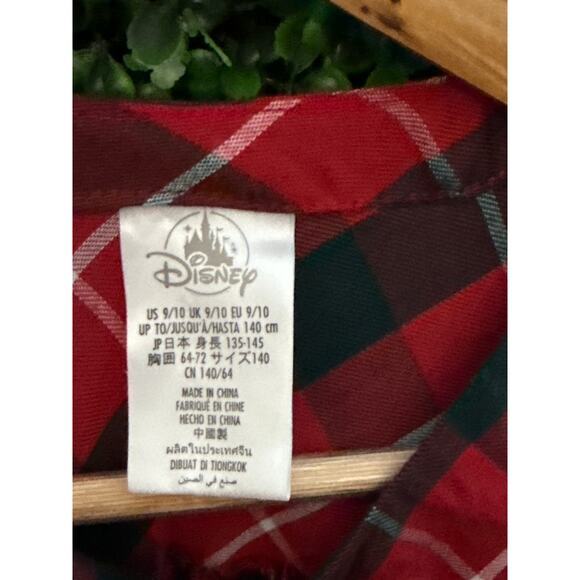 Disney
US 9/10 UK 9/10 EU 9/10
UP TO/JUSQU'À/HASTA 140 cm
JP日本 身長 135-145
胸囲 64-72 サイズ140
CN 140/64
MADE IN CHINA
FABRIQUÉ EN CHINE
HECHO EN CHINA
中國製
ผลิตในประเทศจีน
DIBUAT DI TIONGKOK
صنع في الصين